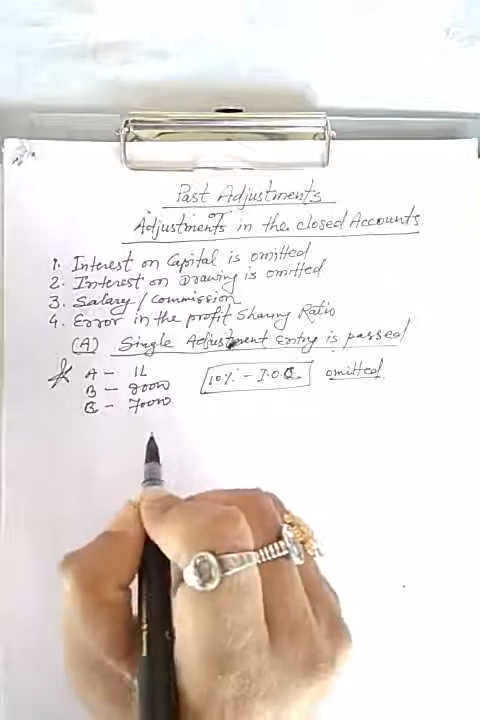 Past Adjustments
or
Adjustments in the closed Accounts
1. Interest on Capital is omitted
2. Interest on Drawing is omitted
3. Salary/Commission
4. Error in the profit Sharing Ratio
(A) Single Adjustment Entry is passed
A - 1L
B - 80000
C - 70000
10% - I.O.C. omitted